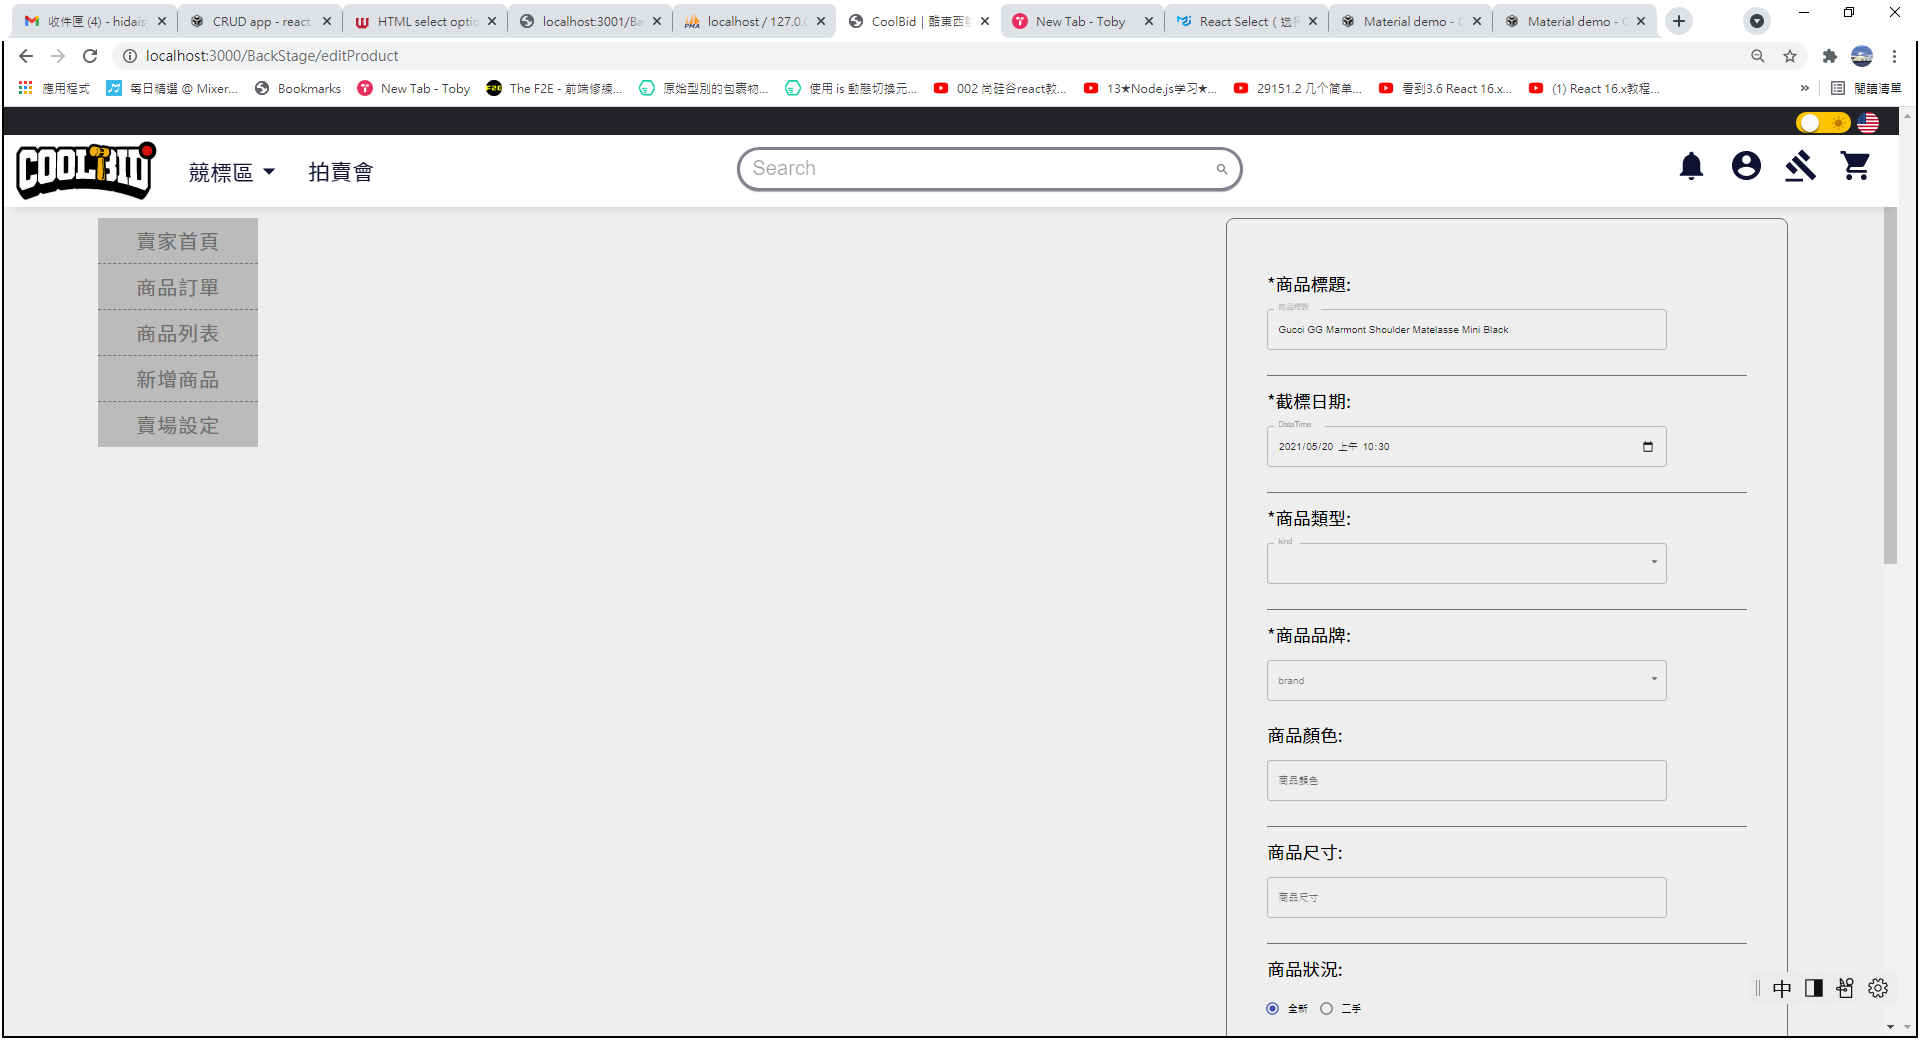 收件匣 (4) - hidais
CRUD app - react
HTML select optio
localhost:3001/Ba
localhost / 127.0.0
CoolBid | 酷東西
New Tab - Toby
React Select ( 选择
Material demo - C
Material demo - C
localhost:3000/BackStage/editProduct
應用程式
每日精選 @ Mixer...
Bookmarks
New Tab - Toby
The F2E - 前端修練...
原始型別的包裹物...
使用 is 動態切換元...
002 尚硅谷react教...
13★Node.js学习★...
29151.2 几个简单...
看到3.6 React 16.x...
(1) React 16.x教程...
»
閱讀清單
COOLBID
競標區
拍賣會
Search
賣家首頁
商品訂單
商品列表
新增商品
賣場設定
*商品標題:
商品標題
Gucci GG Marmont Shoulder Matelasse Mini Black
*截標日期:
DataTime
2021/05/20 上午 10:30
*商品類型:
kind
*商品品牌:
brand
商品顏色:
商品顏色
商品尺寸:
商品尺寸
商品狀況:
全新
二手
中